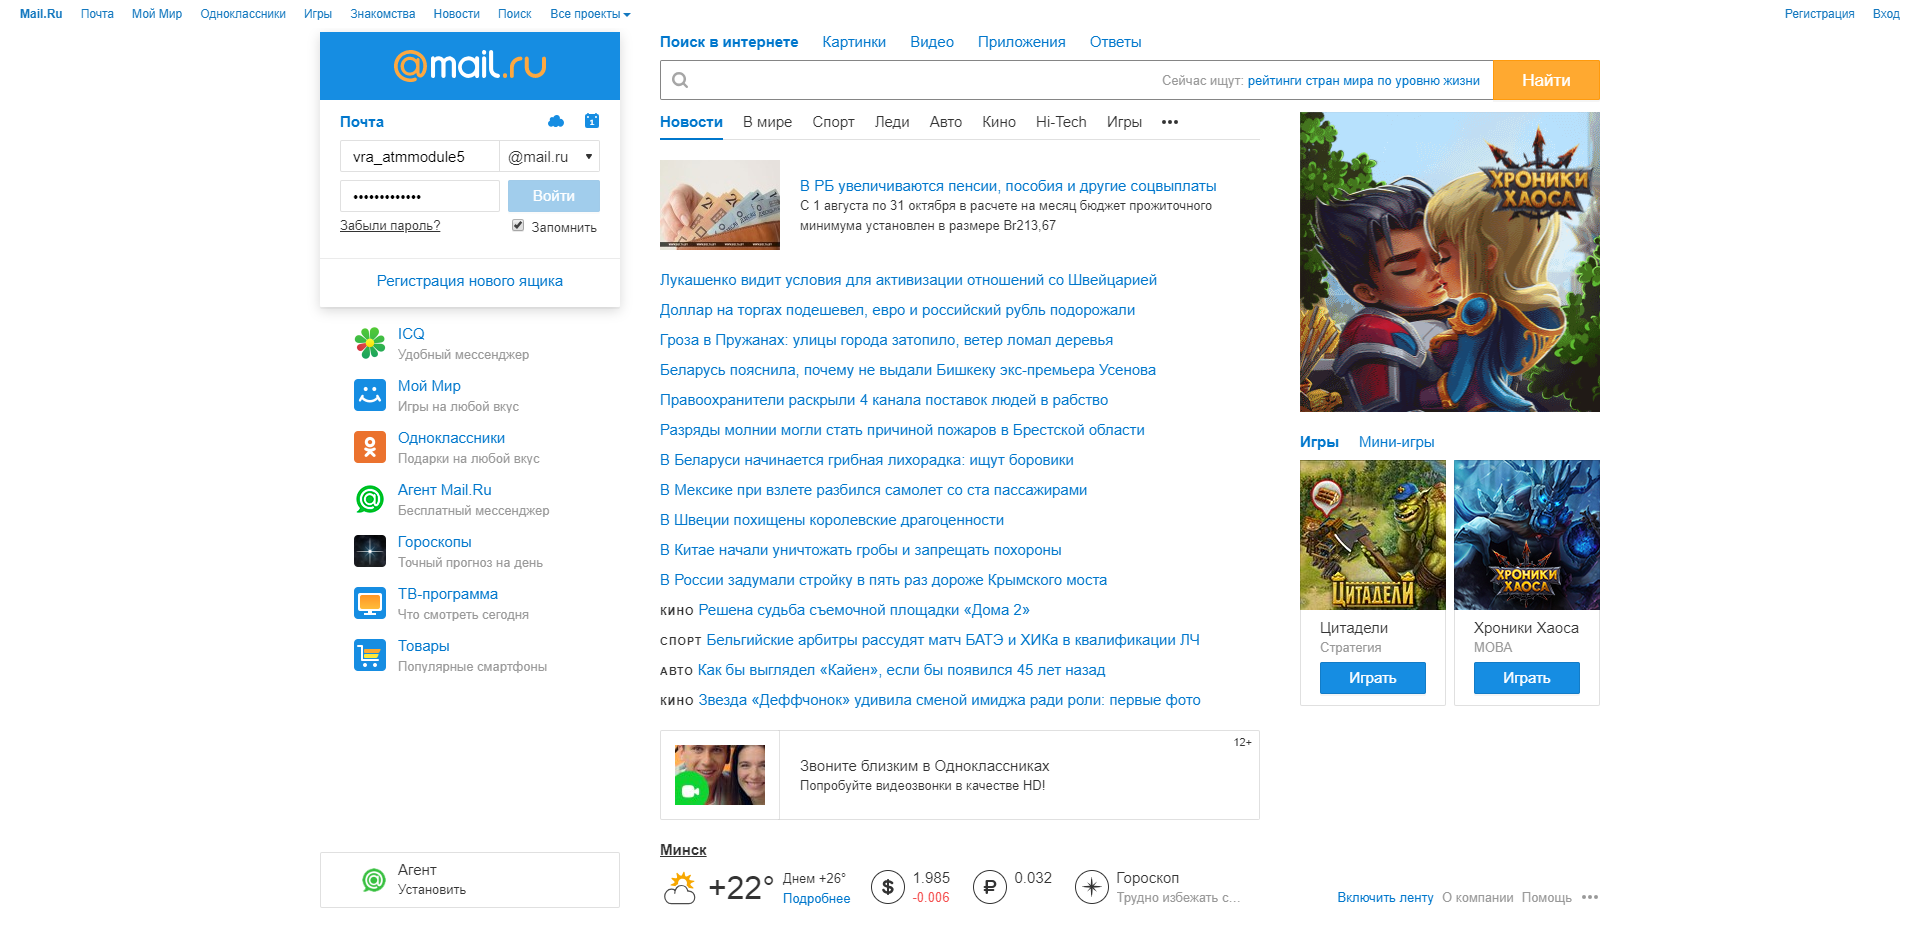 Mail.Ru Почта Мой Мир Одноклассники Игры Знакомства Новости Поиск Все проекты Регистрация Вход
@mail.ru
Почта
1
vra_atmmodule5 @mail.ru
••••••••••••• Войти
Забыли пароль? Запомнить
Регистрация нового ящика
ICQ
Удобный мессенджер
Мой Мир
Игры на любой вкус
Одноклассники
Подарки на любой вкус
Агент Mail.Ru
Бесплатный мессенджер
Гороскопы
Точный прогноз на день
ТВ-программа
Что смотреть сегодня
Товары
Популярные смартфоны
Агент
Установить
Поиск в интернете Картинки Видео Приложения Ответы
Сейчас ищут: рейтинги стран мира по уровню жизни Найти
Новости В мире Спорт Леди Авто Кино Hi-Tech Игры •••
В РБ увеличиваются пенсии, пособия и другие соцвыплаты
С 1 августа по 31 октября в расчете на месяц бюджет прожиточного
минимума установлен в размере Br213,67
Лукашенко видит условия для активизации отношений со Швейцарией
Доллар на торгах подешевел, евро и российский рубль подорожали
Гроза в Пружанах: улицы города затопило, ветер ломал деревья
Беларусь пояснила, почему не выдали Бишкеку экс-премьера Усенова
Правоохранители раскрыли 4 канала поставок людей в рабство
Разряды молнии могли стать причиной пожаров в Брестской области
В Беларуси начинается грибная лихорадка: ищут боровики
В Мексике при взлете разбился самолет со ста пассажирами
В Швеции похищены королевские драгоценности
В Китае начали уничтожать гробы и запрещать похороны
В России задумали стройку в пять раз дороже Крымского моста
КИНО Решена судьба съемочной площадки «Дома 2»
СПОРТ Бельгийские арбитры рассудят матч БАТЭ и ХИКа в квалификации ЛЧ
АВТО Как бы выглядел «Кайен», если бы появился 45 лет назад
КИНО Звезда «Деффчонок» удивила сменой имиджа ради роли: первые фото
12+
Звоните близким в Одноклассниках
Попробуйте видеозвонки в качестве HD!
Минск
+22° Днем +26°
Подробнее
$ 1.985
-0.006
₽ 0.032
Гороскоп
Трудно избежать с…
ХРОНИКИ
ХАОСА
Игры Мини-игры
ЦИТАДЕЛИ
Цитадели
Стратегия
Играть
ХРОНИКИ
ХАОСА
Хроники Хаоса
MOBA
Играть
Включить ленту О компании Помощь •••